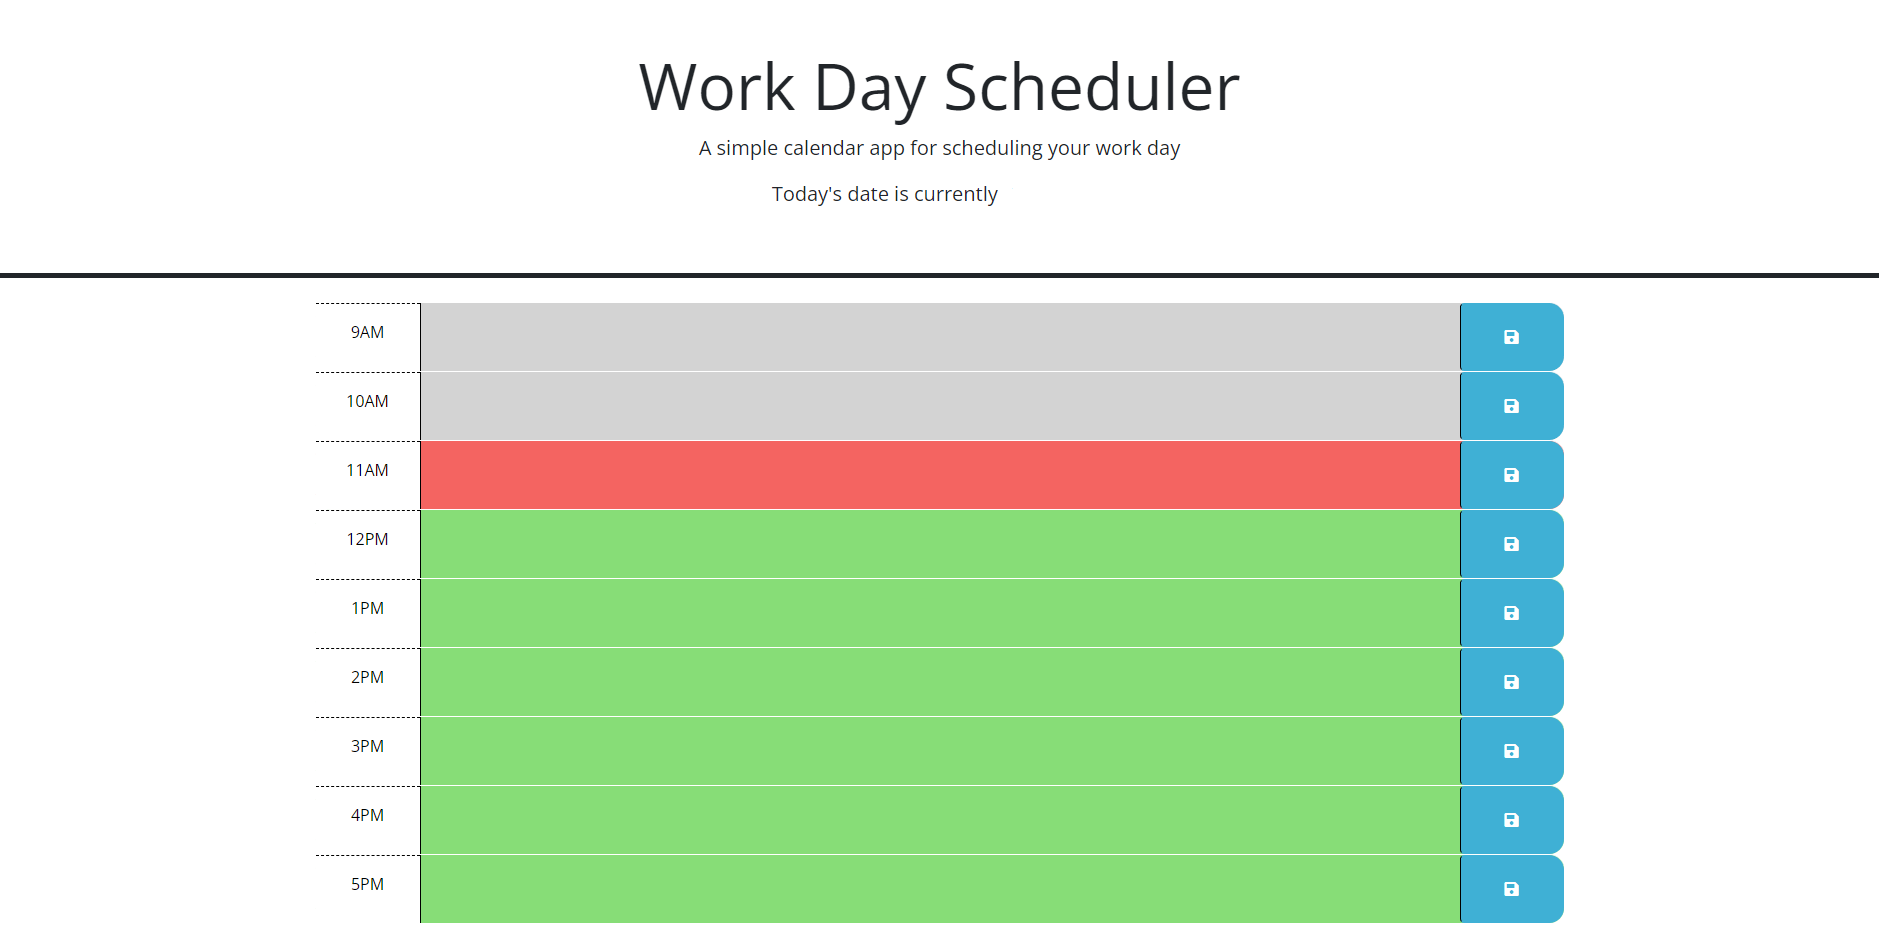 Work Day Scheduler
A simple calendar app for scheduling your work day
Today's date is currently
9AM
10AM
11AM
12PM
1PM
2PM
3PM
4PM
5PM